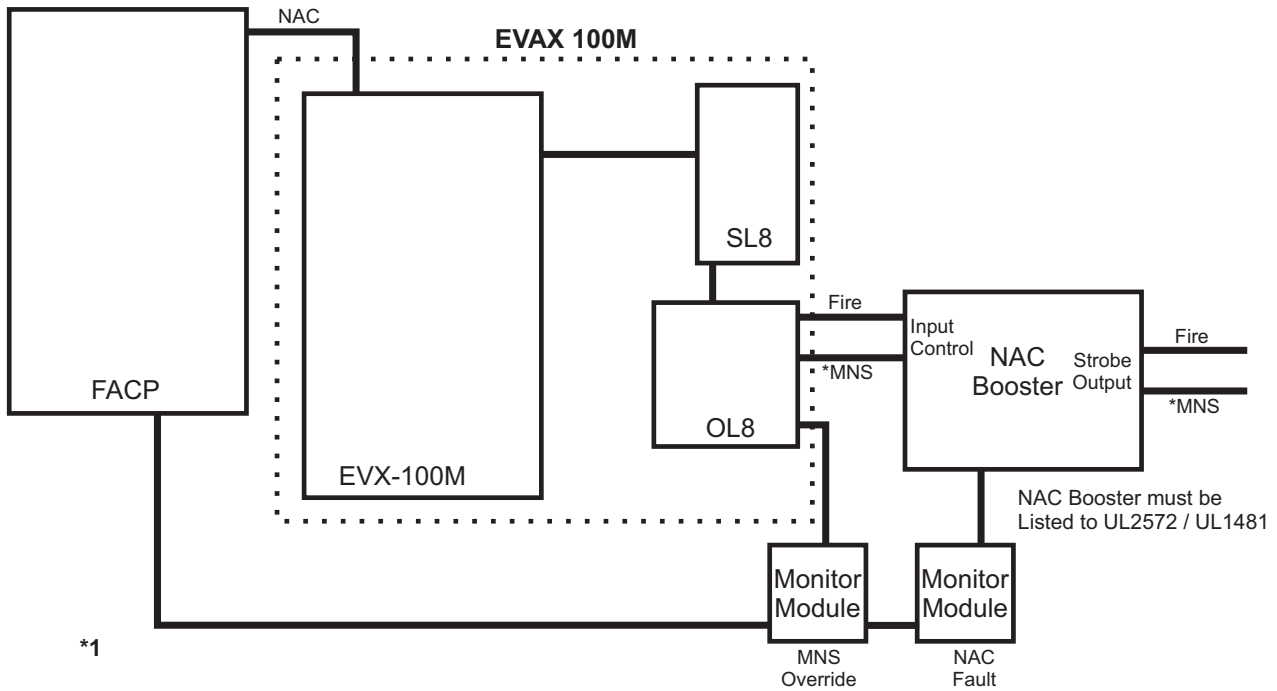 NAC
EVAX 100M
SL8
Fire
Input
Control
NAC
Booster
Strobe
Output
Fire
*MNS
*MNS
FACP
OL8
EVX-100M
NAC Booster must be
Listed to UL2572 / UL1481
Monitor
Module
Monitor
Module
*1
MNS
Override
NAC
Fault